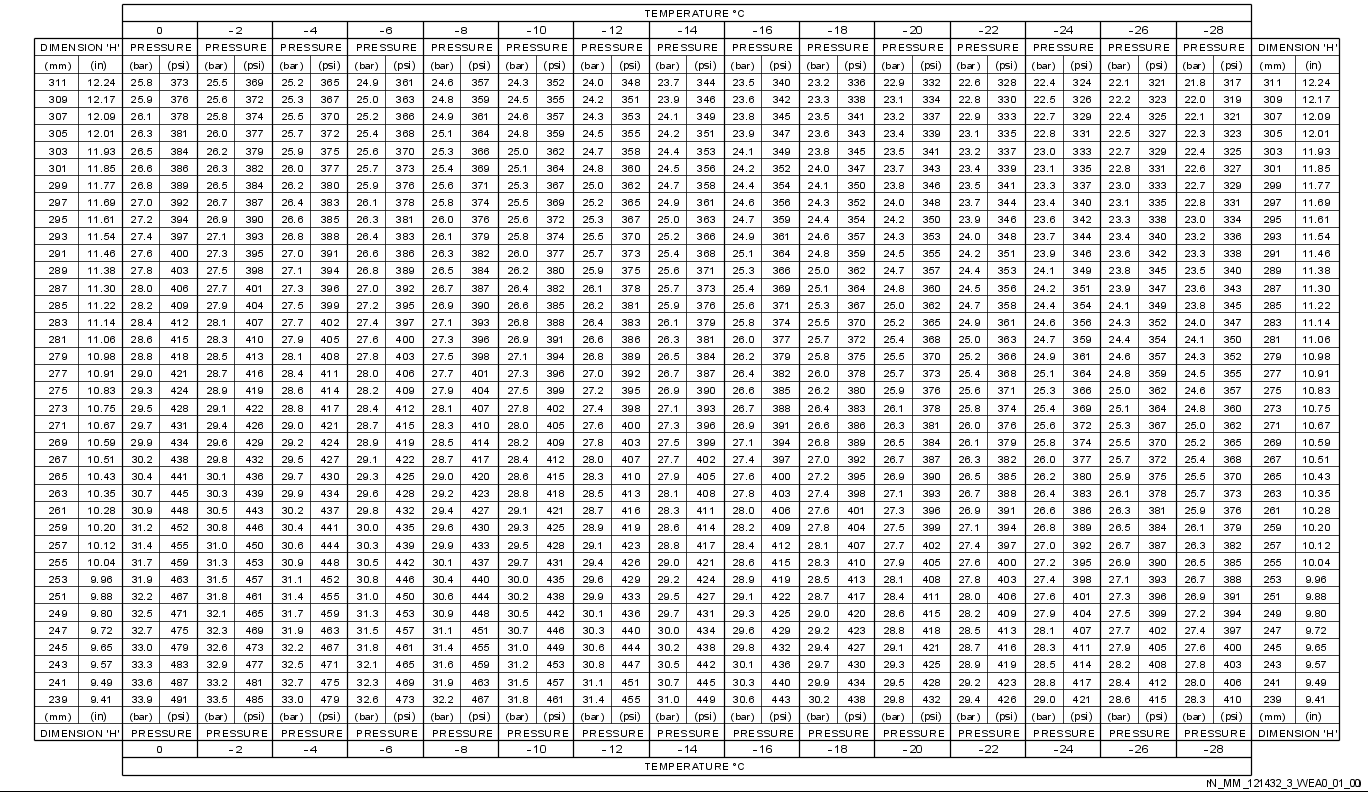 TEMPERATURE °C
0 -2 -4 -6 -8 -10 -12 -14 -16 -18 -20 -22 -24 -26 -28
DIMENSION 'H' PRESSURE PRESSURE PRESSURE PRESSURE PRESSURE PRESSURE PRESSURE PRESSURE PRESSURE PRESSURE PRESSURE PRESSURE PRESSURE PRESSURE PRESSURE DIMENSION 'H'
(mm) (in) (bar) (psi) (bar) (psi) (bar) (psi) (bar) (psi) (bar) (psi) (bar) (psi) (bar) (psi) (bar) (psi) (bar) (psi) (bar) (psi) (bar) (psi) (bar) (psi) (bar) (psi) (bar) (psi) (bar) (psi) (mm) (in)
311 12.24 25.8 373 25.5 369 25.2 365 24.9 361 24.6 357 24.3 352 24.0 348 23.7 344 23.5 340 23.2 336 22.9 332 22.6 328 22.4 324 22.1 321 21.8 317 311 12.24
309 12.17 25.9 376 25.6 372 25.3 367 25.0 363 24.8 359 24.5 355 24.2 351 23.9 346 23.6 342 23.3 338 23.1 334 22.8 330 22.5 326 22.2 323 22.0 319 309 12.17
307 12.09 26.1 378 25.8 374 25.5 370 25.2 366 24.9 361 24.6 357 24.3 353 24.1 349 23.8 345 23.5 341 23.2 337 22.9 333 22.7 329 22.4 325 22.1 321 307 12.09
305 12.01 26.3 381 26.0 377 25.7 372 25.4 368 25.1 364 24.8 359 24.5 355 24.2 351 23.9 347 23.6 343 23.4 339 23.1 335 22.8 331 22.5 327 22.3 323 305 12.01
303 11.93 26.5 384 26.2 379 25.9 375 25.6 370 25.3 366 25.0 362 24.7 358 24.4 353 24.1 349 23.8 345 23.5 341 23.2 337 23.0 333 22.7 329 22.4 325 303 11.93
301 11.85 26.6 386 26.3 382 26.0 377 25.7 373 25.4 369 25.1 364 24.8 360 24.5 356 24.2 352 24.0 347 23.7 343 23.4 339 23.1 335 22.8 331 22.6 327 301 11.85
299 11.77 26.8 389 26.5 384 26.2 380 25.9 376 25.6 371 25.3 367 25.0 362 24.7 358 24.4 354 24.1 350 23.8 346 23.5 341 23.3 337 23.0 333 22.7 329 299 11.77
297 11.69 27.0 392 26.7 387 26.4 383 26.1 378 25.8 374 25.5 369 25.2 365 24.9 361 24.6 356 24.3 352 24.0 348 23.7 344 23.4 340 23.1 335 22.8 331 297 11.69
295 11.61 27.2 394 26.9 390 26.6 385 26.3 381 26.0 376 25.6 372 25.3 367 25.0 363 24.7 359 24.4 354 24.2 350 23.9 346 23.6 342 23.3 338 23.0 334 295 11.61
293 11.54 27.4 397 27.1 393 26.8 388 26.4 383 26.1 379 25.8 374 25.5 370 25.2 366 24.9 361 24.6 357 24.3 353 24.0 348 23.7 344 23.4 340 23.2 336 293 11.54
291 11.46 27.6 400 27.3 395 27.0 391 26.6 386 26.3 382 26.0 377 25.7 373 25.4 368 25.1 364 24.8 359 24.5 355 24.2 351 23.9 346 23.6 342 23.3 338 291 11.46
289 11.38 27.8 403 27.5 398 27.1 394 26.8 389 26.5 384 26.2 380 25.9 375 25.6 371 25.3 366 25.0 362 24.7 357 24.4 353 24.1 349 23.8 345 23.5 340 289 11.38
287 11.30 28.0 406 27.7 401 27.3 396 27.0 392 26.7 387 26.4 382 26.1 378 25.7 373 25.4 369 25.1 364 24.8 360 24.5 356 24.2 351 23.9 347 23.6 343 287 11.30
285 11.22 28.2 409 27.9 404 27.5 399 27.2 395 26.9 390 26.6 385 26.2 381 25.9 376 25.6 371 25.3 367 25.0 362 24.7 358 24.4 354 24.1 349 23.8 345 285 11.22
283 11.14 28.4 412 28.1 407 27.7 402 27.4 397 27.1 393 26.8 388 26.4 383 26.1 379 25.8 374 25.5 370 25.2 365 24.9 361 24.6 356 24.3 352 24.0 347 283 11.14
281 11.06 28.6 415 28.3 410 27.9 405 27.6 400 27.3 396 26.9 391 26.6 386 26.3 381 26.0 377 25.7 372 25.4 368 25.0 363 24.7 359 24.4 354 24.1 350 281 11.06
279 10.98 28.8 418 28.5 413 28.1 408 27.8 403 27.5 398 27.1 394 26.8 389 26.5 384 26.2 379 25.8 375 25.5 370 25.2 366 24.9 361 24.6 357 24.3 352 279 10.98
277 10.91 29.0 421 28.7 416 28.4 411 28.0 406 27.7 401 27.3 396 27.0 392 26.7 387 26.4 382 26.0 378 25.7 373 25.4 368 25.1 364 24.8 359 24.5 355 277 10.91
275 10.83 29.3 424 28.9 419 28.6 414 28.2 409 27.9 404 27.5 399 27.2 395 26.9 390 26.6 385 26.2 380 25.9 376 25.6 371 25.3 366 25.0 362 24.6 357 275 10.83
273 10.75 29.5 428 29.1 422 28.8 417 28.4 412 28.1 407 27.8 402 27.4 398 27.1 393 26.7 388 26.4 383 26.1 378 25.8 374 25.4 369 25.1 364 24.8 360 273 10.75
271 10.67 29.7 431 29.4 426 29.0 421 28.7 415 28.3 410 28.0 405 27.6 400 27.3 396 26.9 391 26.6 386 26.3 381 26.0 376 25.6 372 25.3 367 25.0 362 271 10.67
269 10.59 29.9 434 29.6 429 29.2 424 28.9 419 28.5 414 28.2 409 27.8 403 27.5 399 27.1 394 26.8 389 26.5 384 26.1 379 25.8 374 25.5 370 25.2 365 269 10.59
267 10.51 30.2 438 29.8 432 29.5 427 29.1 422 28.7 417 28.4 412 28.0 407 27.7 402 27.4 397 27.0 392 26.7 387 26.3 382 26.0 377 25.7 372 25.4 368 267 10.51
265 10.43 30.4 441 30.1 436 29.7 430 29.3 425 29.0 420 28.6 415 28.3 410 27.9 405 27.6 400 27.2 395 26.9 390 26.5 385 26.2 380 25.9 375 25.5 370 265 10.43
263 10.35 30.7 445 30.3 439 29.9 434 29.6 428 29.2 423 28.8 418 28.5 413 28.1 408 27.8 403 27.4 398 27.1 393 26.7 388 26.4 383 26.1 378 25.7 373 263 10.35
261 10.28 30.9 448 30.5 443 30.2 437 29.8 432 29.4 427 29.1 421 28.7 416 28.3 411 28.0 406 27.6 401 27.3 396 26.9 391 26.6 386 26.3 381 25.9 376 261 10.28
259 10.20 31.2 452 30.8 446 30.4 441 30.0 435 29.6 430 29.3 425 28.9 419 28.6 414 28.2 409 27.8 404 27.5 399 27.1 394 26.8 389 26.5 384 26.1 379 259 10.20
257 10.12 31.4 455 31.0 450 30.6 444 30.3 439 29.9 433 29.5 428 29.1 423 28.8 417 28.4 412 28.1 407 27.7 402 27.4 397 27.0 392 26.7 387 26.3 382 257 10.12
255 10.04 31.7 459 31.3 453 30.9 448 30.5 442 30.1 437 29.7 431 29.4 426 29.0 421 28.6 415 28.3 410 27.9 405 27.6 400 27.2 395 26.9 390 26.5 385 255 10.04
253 9.96 31.9 463 31.5 457 31.1 452 30.8 446 30.4 440 30.0 435 29.6 429 29.2 424 28.9 419 28.5 413 28.1 408 27.8 403 27.4 398 27.1 393 26.7 388 253 9.96
251 9.88 32.2 467 31.8 461 31.4 455 31.0 450 30.6 444 30.2 438 29.9 433 29.5 427 29.1 422 28.7 417 28.4 411 28.0 406 27.6 401 27.3 396 26.9 391 251 9.88
249 9.80 32.5 471 32.1 465 31.7 459 31.3 453 30.9 448 30.5 442 30.1 436 29.7 431 29.3 425 29.0 420 28.6 415 28.2 409 27.9 404 27.5 399 27.2 394 249 9.80
247 9.72 32.7 475 32.3 469 31.9 463 31.5 457 31.1 451 30.7 446 30.3 440 30.0 434 29.6 429 29.2 423 28.8 418 28.5 413 28.1 407 27.7 402 27.4 397 247 9.72
245 9.65 33.0 479 32.6 473 32.2 467 31.8 461 31.4 455 31.0 449 30.6 444 30.2 438 29.8 432 29.4 427 29.1 421 28.7 416 28.3 411 27.9 405 27.6 400 245 9.65
243 9.57 33.3 483 32.9 477 32.5 471 32.1 465 31.6 459 31.2 453 30.8 447 30.5 442 30.1 436 29.7 430 29.3 425 28.9 419 28.5 414 28.2 408 27.8 403 243 9.57
241 9.49 33.6 487 33.2 481 32.7 475 32.3 469 31.9 463 31.5 457 31.1 451 30.7 445 30.3 440 29.9 434 29.5 428 29.2 423 28.8 417 28.4 412 28.0 406 241 9.49
239 9.41 33.9 491 33.5 485 33.0 479 32.6 473 32.2 467 31.8 461 31.4 455 31.0 449 30.6 443 30.2 438 29.8 432 29.4 426 29.0 421 28.6 415 28.3 410 239 9.41
(mm) (in) (bar) (psi) (bar) (psi) (bar) (psi) (bar) (psi) (bar) (psi) (bar) (psi) (bar) (psi) (bar) (psi) (bar) (psi) (bar) (psi) (bar) (psi) (bar) (psi) (bar) (psi) (bar) (psi) (bar) (psi) (mm) (in)
DIMENSION 'H' PRESSURE PRESSURE PRESSURE PRESSURE PRESSURE PRESSURE PRESSURE PRESSURE PRESSURE PRESSURE PRESSURE PRESSURE PRESSURE PRESSURE PRESSURE DIMENSION 'H'
0 -2 -4 -6 -8 -10 -12 -14 -16 -18 -20 -22 -24 -26 -28
TEMPERATURE °C
N_MM_121432_3_WEA0_01_00